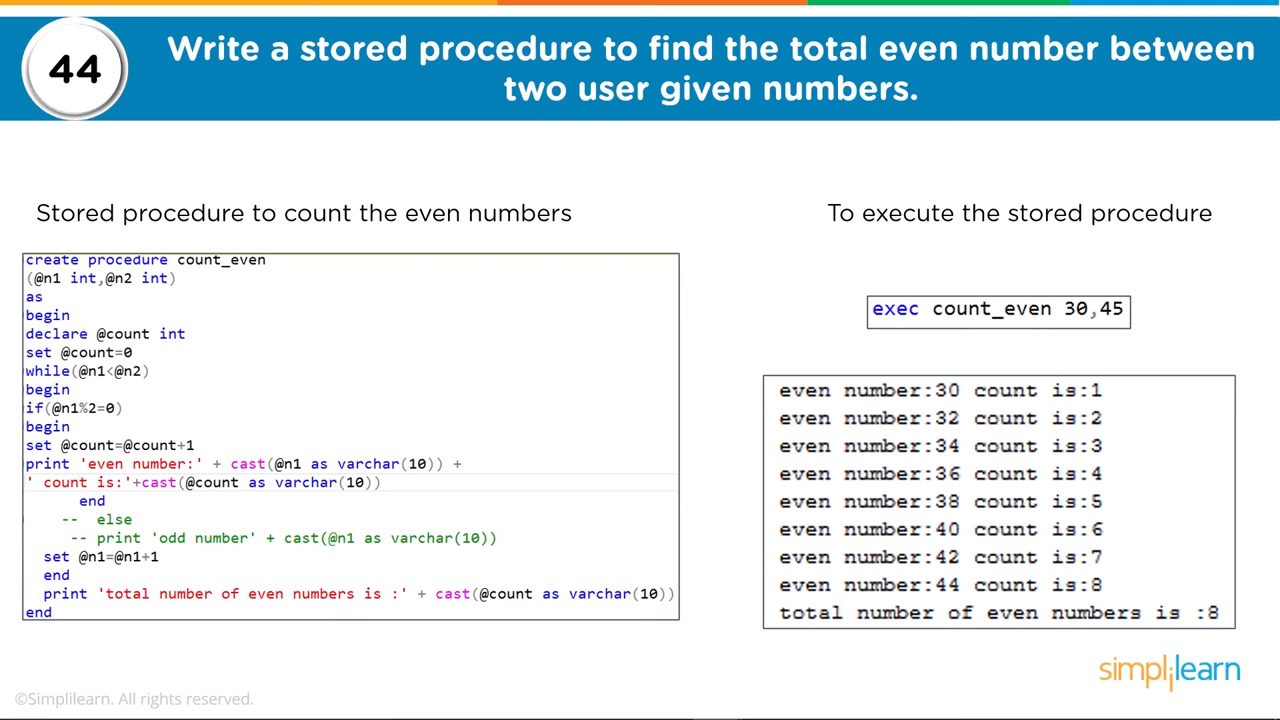 44
Write a stored procedure to find the total even number between
two user given numbers.
Stored procedure to count the even numbers
create procedure count_even
(@n1 int,@n2 int)
as
begin
declare @count int
set @count=0
while(@n1<@n2)
begin
if(@n1%2=0)
begin
set @count=@count+1
print 'even number:' + cast(@n1 as varchar(10)) +
' count is:'+cast(@count as varchar(10))
end
-- else
-- print 'odd number' + cast(@n1 as varchar(10))
set @n1=@n1+1
end
print 'total number of even numbers is :' + cast(@count as varchar(10))
end
To execute the stored procedure
exec count_even 30,45
even number:30 count is:1
even number:32 count is:2
even number:34 count is:3
even number:36 count is:4
even number:38 count is:5
even number:40 count is:6
even number:42 count is:7
even number:44 count is:8
total number of even numbers is :8
simplilearn
©Simplilearn. All rights reserved.